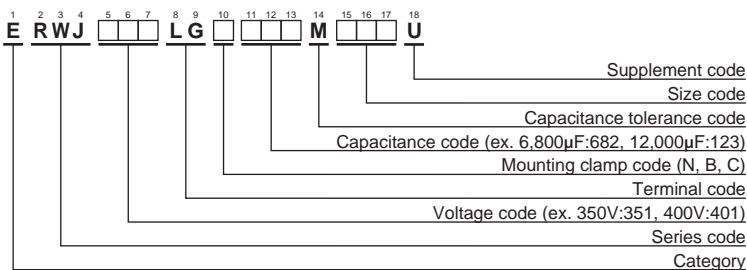 1 2 3 4 5 6 7 8 9 10 11 12 13 14 15 16 17 18
E RWJ □□□ LG □ □□□ M □□□ U
Supplement code
Size code
Capacitance tolerance code
Capacitance code (ex. 6,800µF:682, 12,000µF:123)
Mounting clamp code (N, B, C)
Terminal code
Voltage code (ex. 350V:351, 400V:401)
Series code
Category